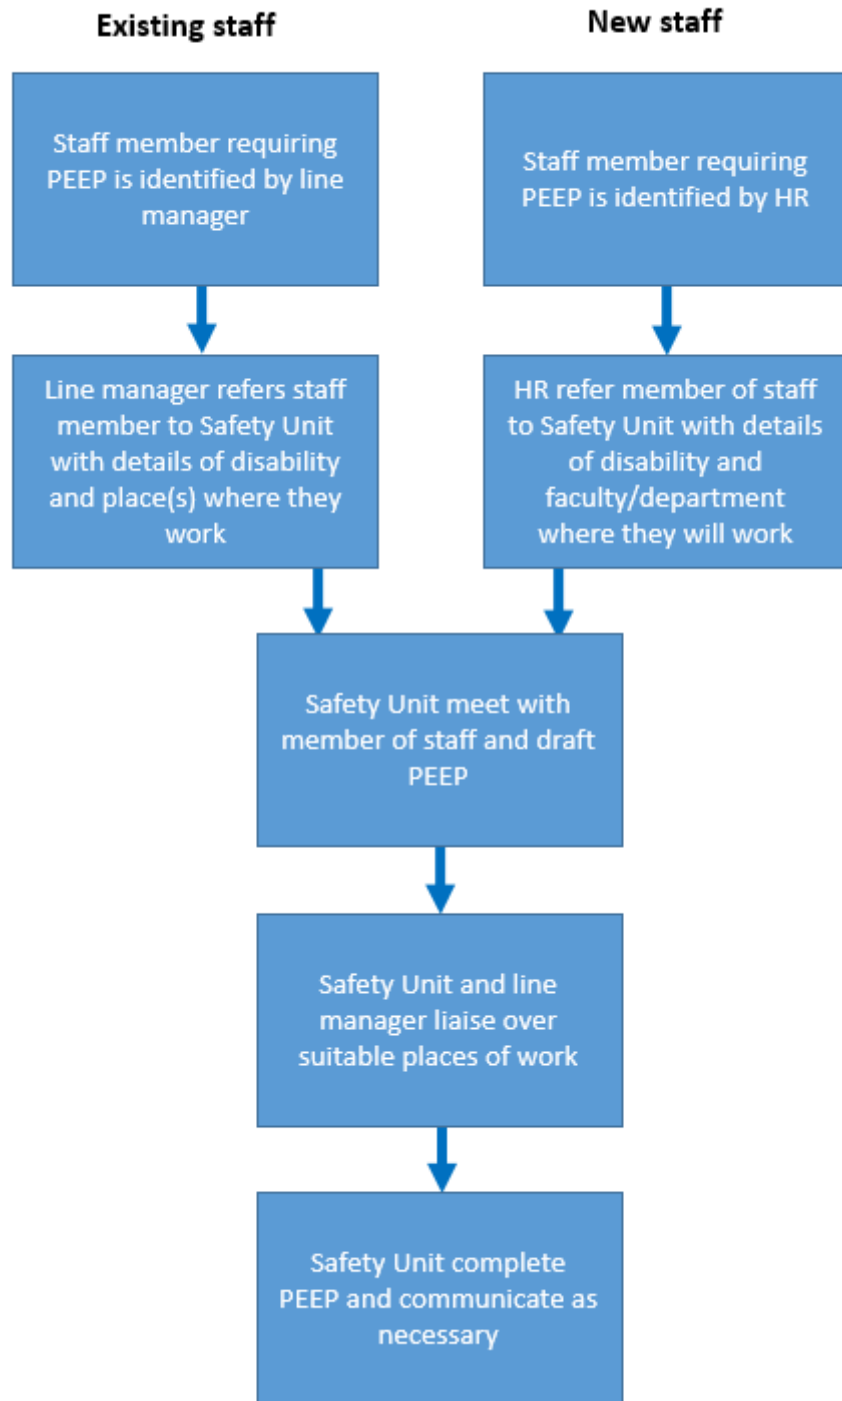 Existing staff
New staff
Staff member requiring
PEEP is identified by line
manager
Staff member requiring
PEEP is identified by HR
Line manager refers staff
member to Safety Unit
with details of disability
and place(s) where they
work
HR refer member of staff
to Safety Unit with details
of disability and
faculty/department
where they will work
Safety Unit meet with
member of staff and draft
PEEP
Safety Unit and line
manager liaise over
suitable places of work
Safety Unit complete
PEEP and communicate as
necessary